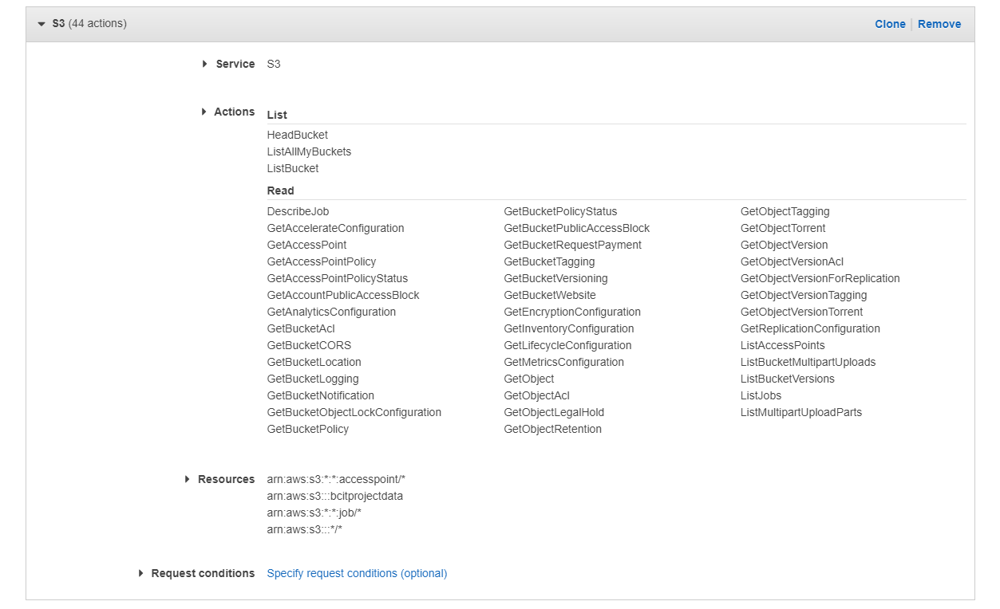 S3 (44 actions)
Clone | Remove
Service S3
Actions List
HeadBucket
ListAllMyBuckets
ListBucket
Read
DescribeJob GetBucketPolicyStatus GetObjectTagging
GetAccelerateConfiguration GetBucketPublicAccessBlock GetObjectTorrent
GetAccessPoint GetBucketRequestPayment GetObjectVersion
GetAccessPointPolicy GetBucketTagging GetObjectVersionAcl
GetAccessPointPolicyStatus GetBucketVersioning GetObjectVersionForReplication
GetAccountPublicAccessBlock GetBucketWebsite GetObjectVersionTagging
GetAnalyticsConfiguration GetEncryptionConfiguration GetObjectVersionTorrent
GetBucketAcl GetInventoryConfiguration GetReplicationConfiguration
GetBucketCORS GetLifecycleConfiguration ListAccessPoints
GetBucketLocation GetMetricsConfiguration ListBucketMultipartUploads
GetBucketLogging GetObject ListBucketVersions
GetBucketNotification GetObjectAcl ListJobs
GetBucketObjectLockConfiguration GetObjectLegalHold ListMultipartUploadParts
GetBucketPolicy GetObjectRetention
Resources arn:aws:s3:*:*:accesspoint/*
arn:aws:s3:::bcitprojectdata
arn:aws:s3:*:*:job/*
arn:aws:s3:::*/*
Request conditions Specify request conditions (optional)